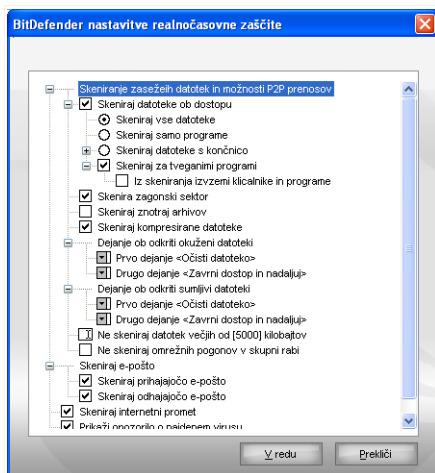 BitDefender nastavitve realnočasovne zaščite
Skeniranje zaseženih datotek in možnosti P2P prenosov
Skeniraj datoteke ob dostopu
Skeniraj vse datoteke
Skeniraj samo programe
Skeniraj datoteke s končnico
Skeniraj za tveganimi programi
Iz skeniranja izvzemi klicalnike in programe
Skenira zagonski sektor
Skeniraj znotraj arhivov
Skeniraj kompresirane datoteke
Dejanje ob odkriti okuženi datoteki
Prvo dejanje <Očisti datoteko>
Drugo dejanje <Zavrni dostop in nadaljuj>
Dejanje ob odkriti sumljivi datoteki
Prvo dejanje <Očisti datoteko>
Drugo dejanje <Zavrni dostop in nadaljuj>
Ne skeniraj datotek večjih od [5000] kilobajtov
Ne skeniraj omrežnih pogonov v skupni rabi
Skeniraj e-pošto
Skeniraj prihajajočo e-pošto
Skeniraj odhajajočo e-pošto
Skeniraj internetni promet
Prikaži opozorilo o najdenem virusu
V redu
Prekliči